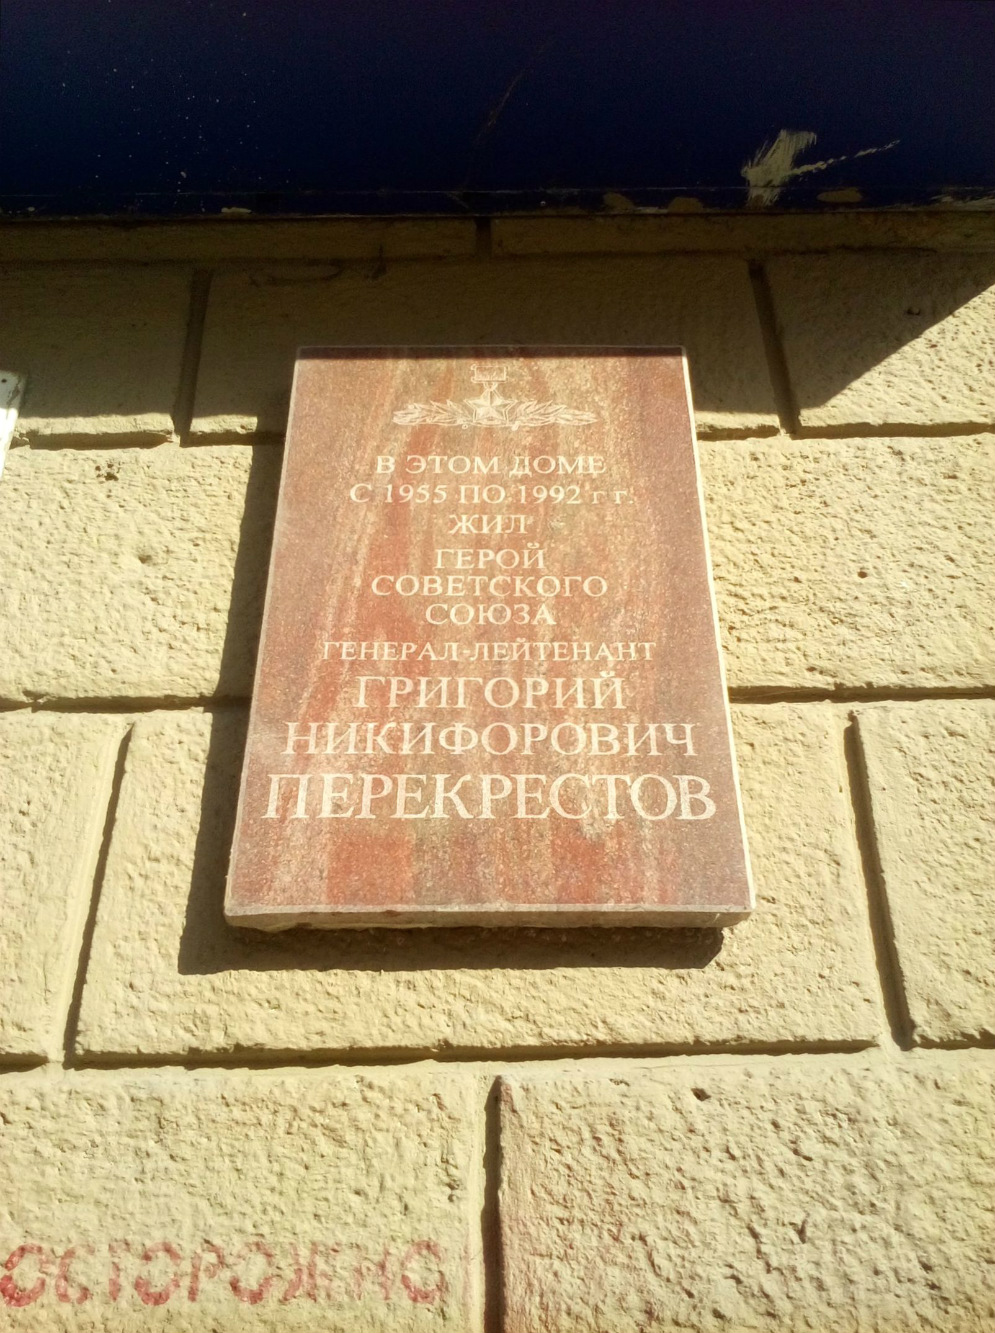 В ЭТОМ ДОМЕ
С 1955 ПО 1992 г г.
ЖИЛ
ГЕРОЙ
СОВЕТСКОГО
СОЮЗА
ГЕНЕРАЛ-ЛЕЙТЕНАНТ
ГРИГОРИЙ
НИКИФОРОВИЧ
ПЕРЕКРЕСТОВ
ОСТОРОЖНО